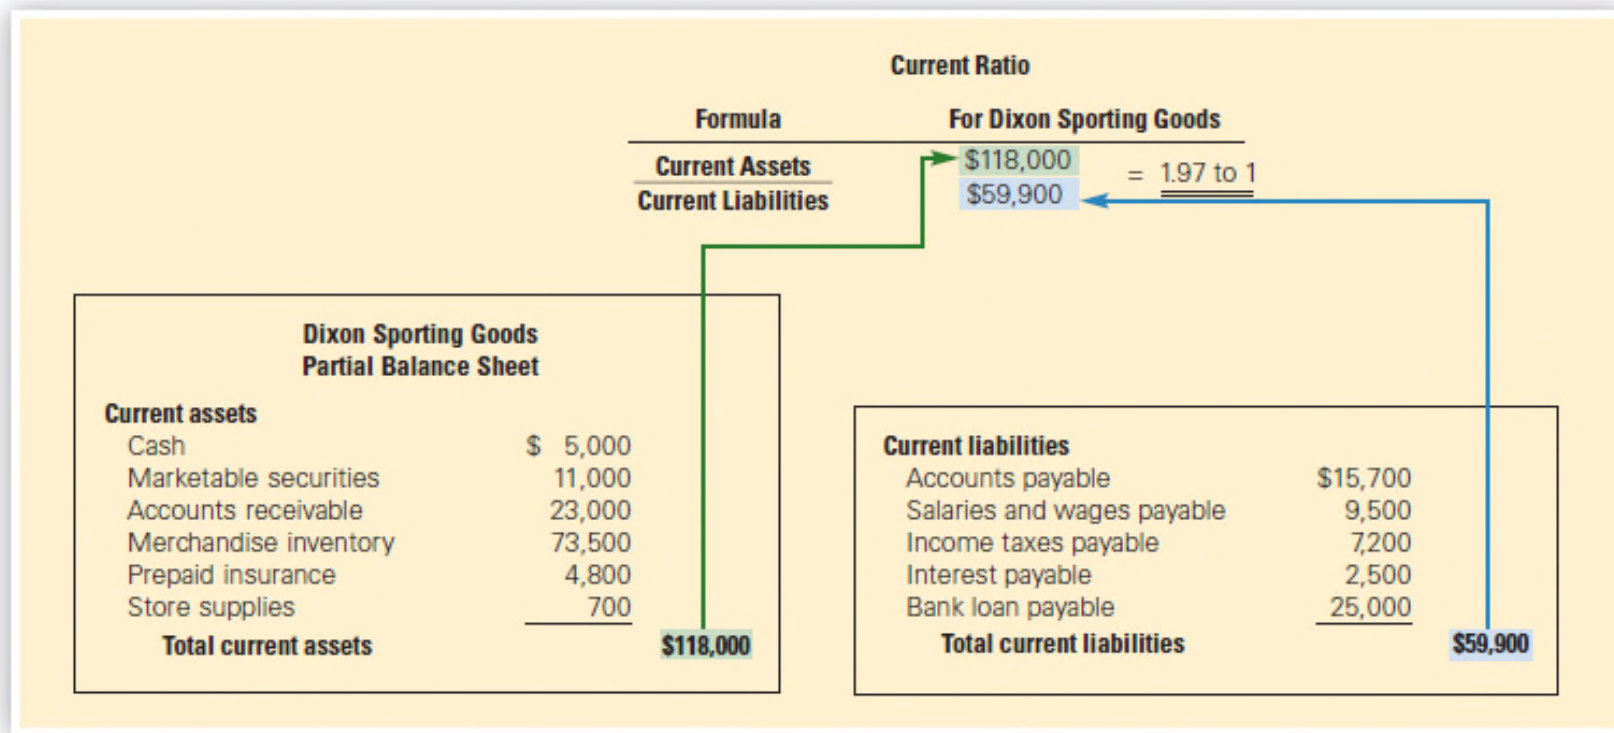 Current Ratio
Formula For Dixon Sporting Goods
Current Assets $118,000
= 1.97 to 1
Current Liabilities $59,900
Dixon Sporting Goods
Partial Balance Sheet
Current assets
Cash $ 5,000
Marketable securities 11,000
Accounts receivable 23,000
Merchandise inventory 73,500
Prepaid insurance 4,800
Store supplies 700
Total current assets $118,000
Current liabilities
Accounts payable $15,700
Salaries and wages payable 9,500
Income taxes payable 7,200
Interest payable 2,500
Bank loan payable 25,000
Total current liabilities $59,900